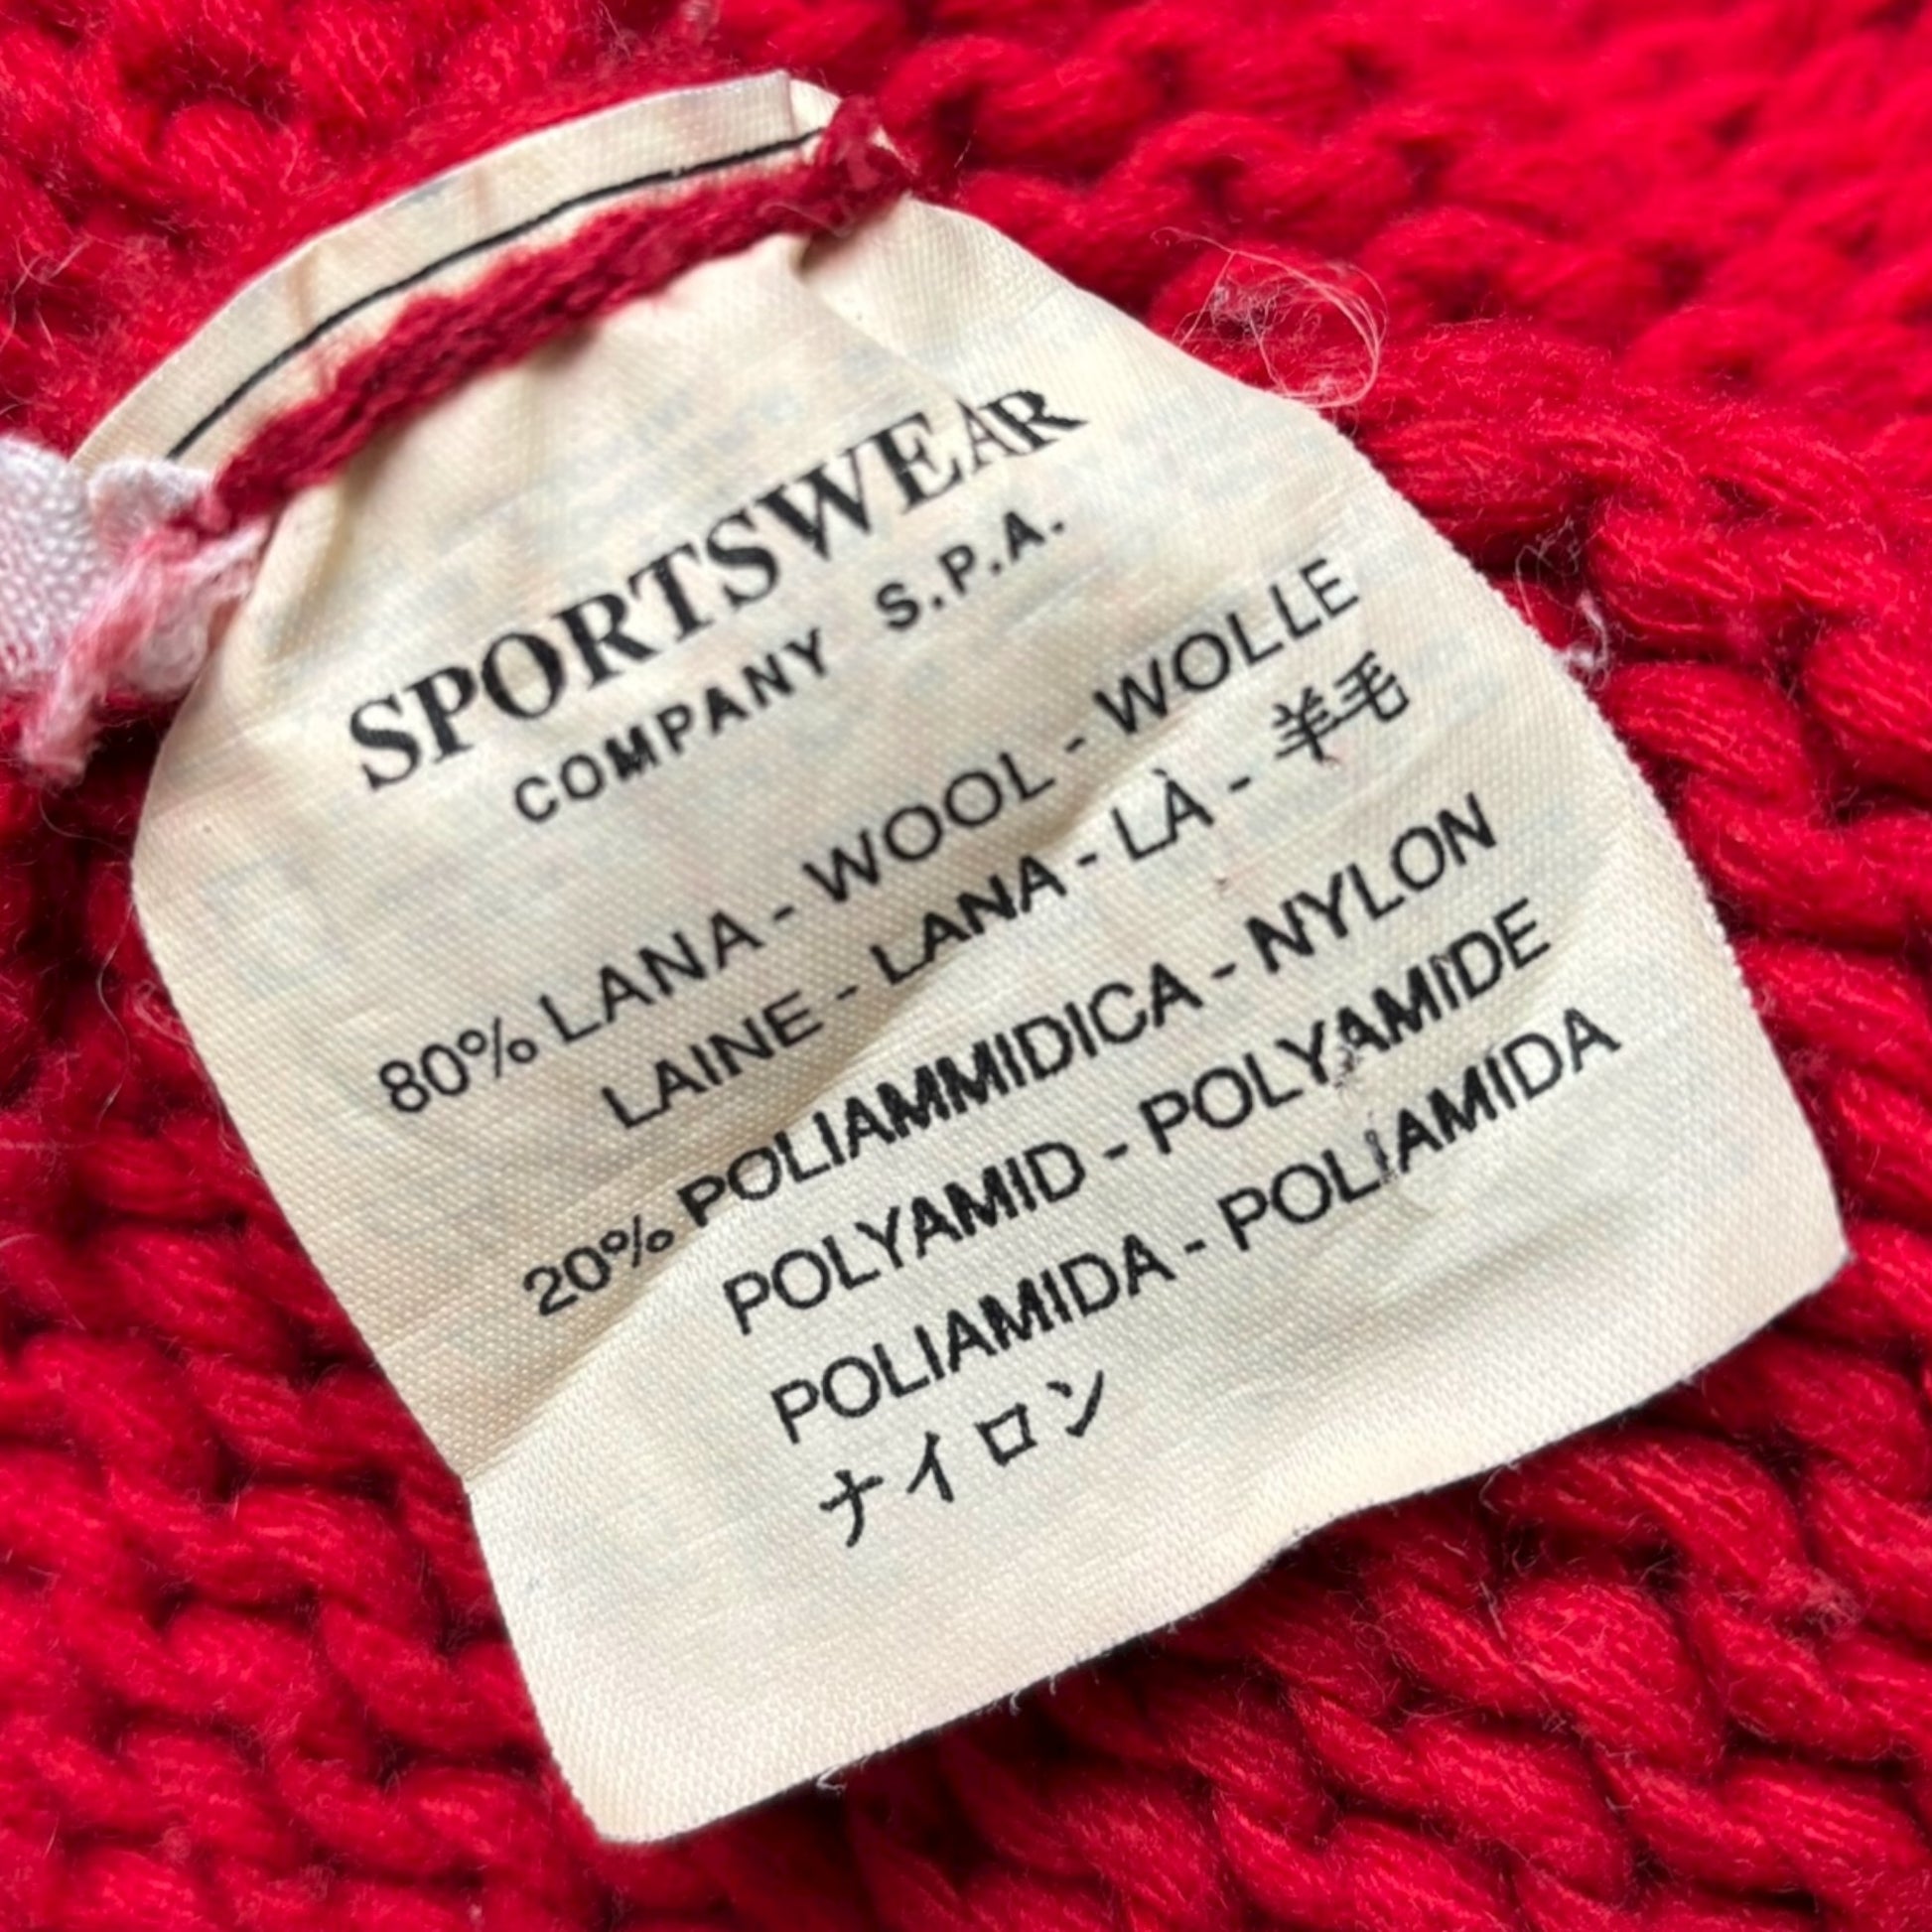 SPORTSWEAR
COMPANY S.P.A.
80% LANA - WOOL - WOLLE
LAINE - LANA - LÀ - 羊毛
20% POLIAMMIDICA - NYLON
POLYAMID - POLYAMIDE
POLIAMIDA - POLIAMIDA
ナイロン